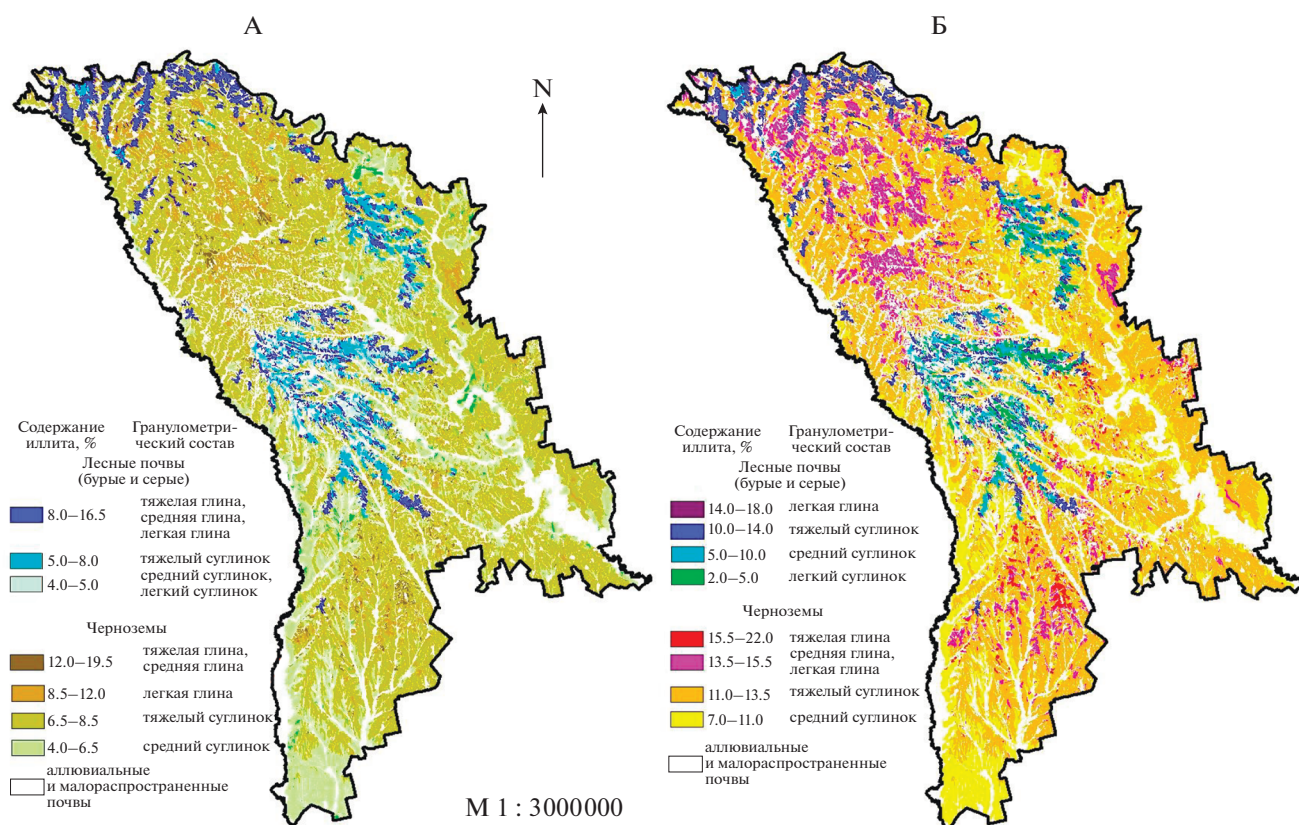 А
Б
N
Содержание
иллита, %
Гранулометри-
ческий состав
Лесные почвы
(бурые и серые)
8.0–16.5 тяжелая глина,
средняя глина,
легкая глина
5.0–8.0 тяжелый суглинок
4.0–5.0 средний суглинок,
легкий суглинок
Черноземы
12.0–19.5 тяжелая глина,
средняя глина
8.5–12.0 легкая глина
6.5–8.5 тяжелый суглинок
4.0–6.5 средний суглинок
аллювиальные
и малораспространенные
почвы
М 1 : 3000000
Содержание
иллита, %
Гранулометри-
ческий состав
Лесные почвы
(бурые и серые)
14.0–18.0 легкая глина
10.0–14.0 тяжелый суглинок
5.0–10.0 средний суглинок
2.0–5.0 легкий суглинок
Черноземы
15.5–22.0 тяжелая глина
13.5–15.5 средняя глина,
легкая глина
11.0–13.5 тяжелый суглинок
7.0–11.0 средний суглинок
аллювиальные
и малораспространенные
почвы